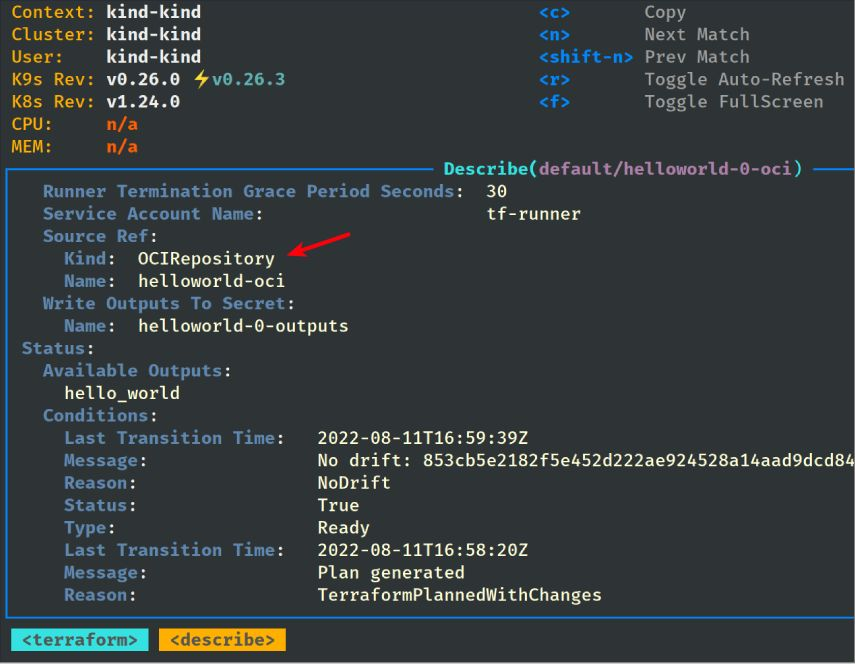 Context: kind-kind <c> Copy
Cluster: kind-kind <n> Next Match
User: kind-kind <shift-n> Prev Match
K9s Rev: v0.26.0 ⚡v0.26.3 <r> Toggle Auto-Refresh
K8s Rev: v1.24.0 <f> Toggle FullScreen
CPU: n/a
MEM: n/a
Describe(default/helloworld-0-oci)
Runner Termination Grace Period Seconds: 30
Service Account Name: tf-runner
Source Ref:
Kind: OCIRepository
Name: helloworld-oci
Write Outputs To Secret:
Name: helloworld-0-outputs
Status:
Available Outputs:
hello_world
Conditions:
Last Transition Time: 2022-08-11T16:59:39Z
Message: No drift: 853cb5e2182f5e452d222ae924528a14aad9dcd84
Reason: NoDrift
Status: True
Type: Ready
Last Transition Time: 2022-08-11T16:58:20Z
Message: Plan generated
Reason: TerraformPlannedWithChanges
<terraform> <describe>